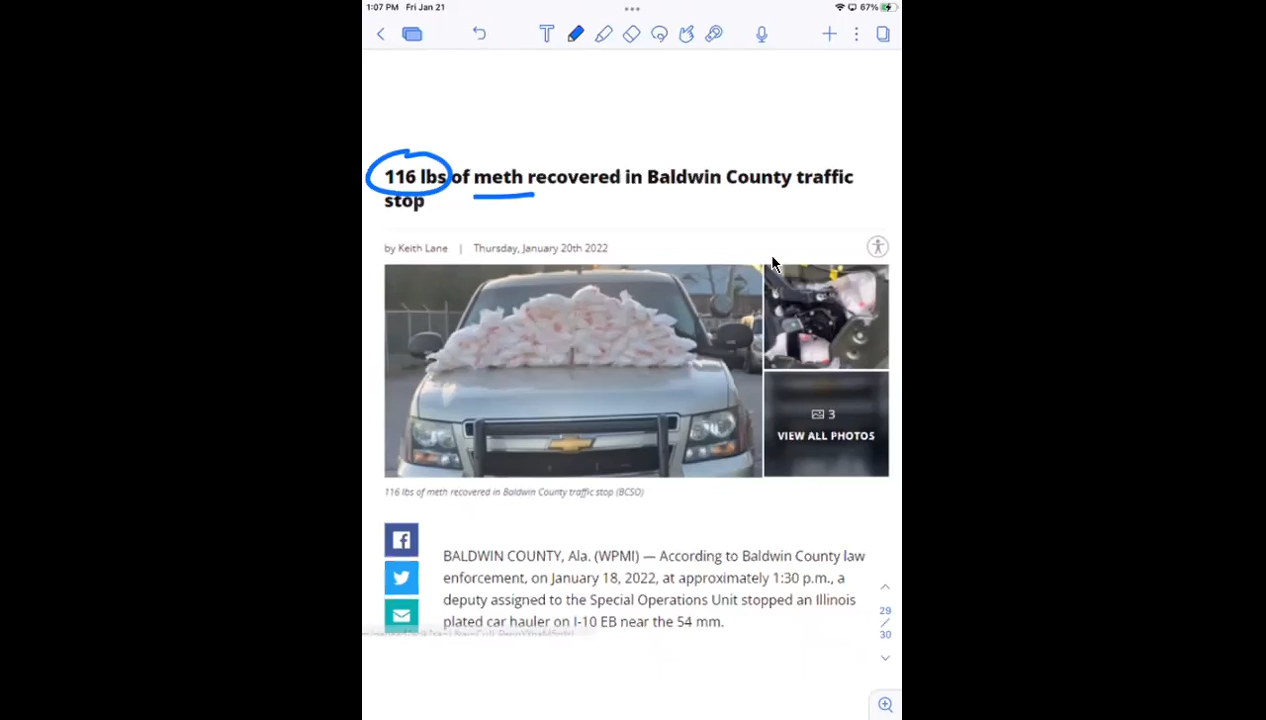 1:07 PM Fri Jan 21
67%
116 lbs of meth recovered in Baldwin County traffic
stop
by Keith Lane | Thursday, January 20th 2022
3
VIEW ALL PHOTOS
116 lbs of meth recovered in Baldwin County traffic stop (BCSO)
BALDWIN COUNTY, Ala. (WPMI) — According to Baldwin County law
enforcement, on January 18, 2022, at approximately 1:30 p.m., a
deputy assigned to the Special Operations Unit stopped an Illinois
plated car hauler on I-10 EB near the 54 mm.
29
/
30